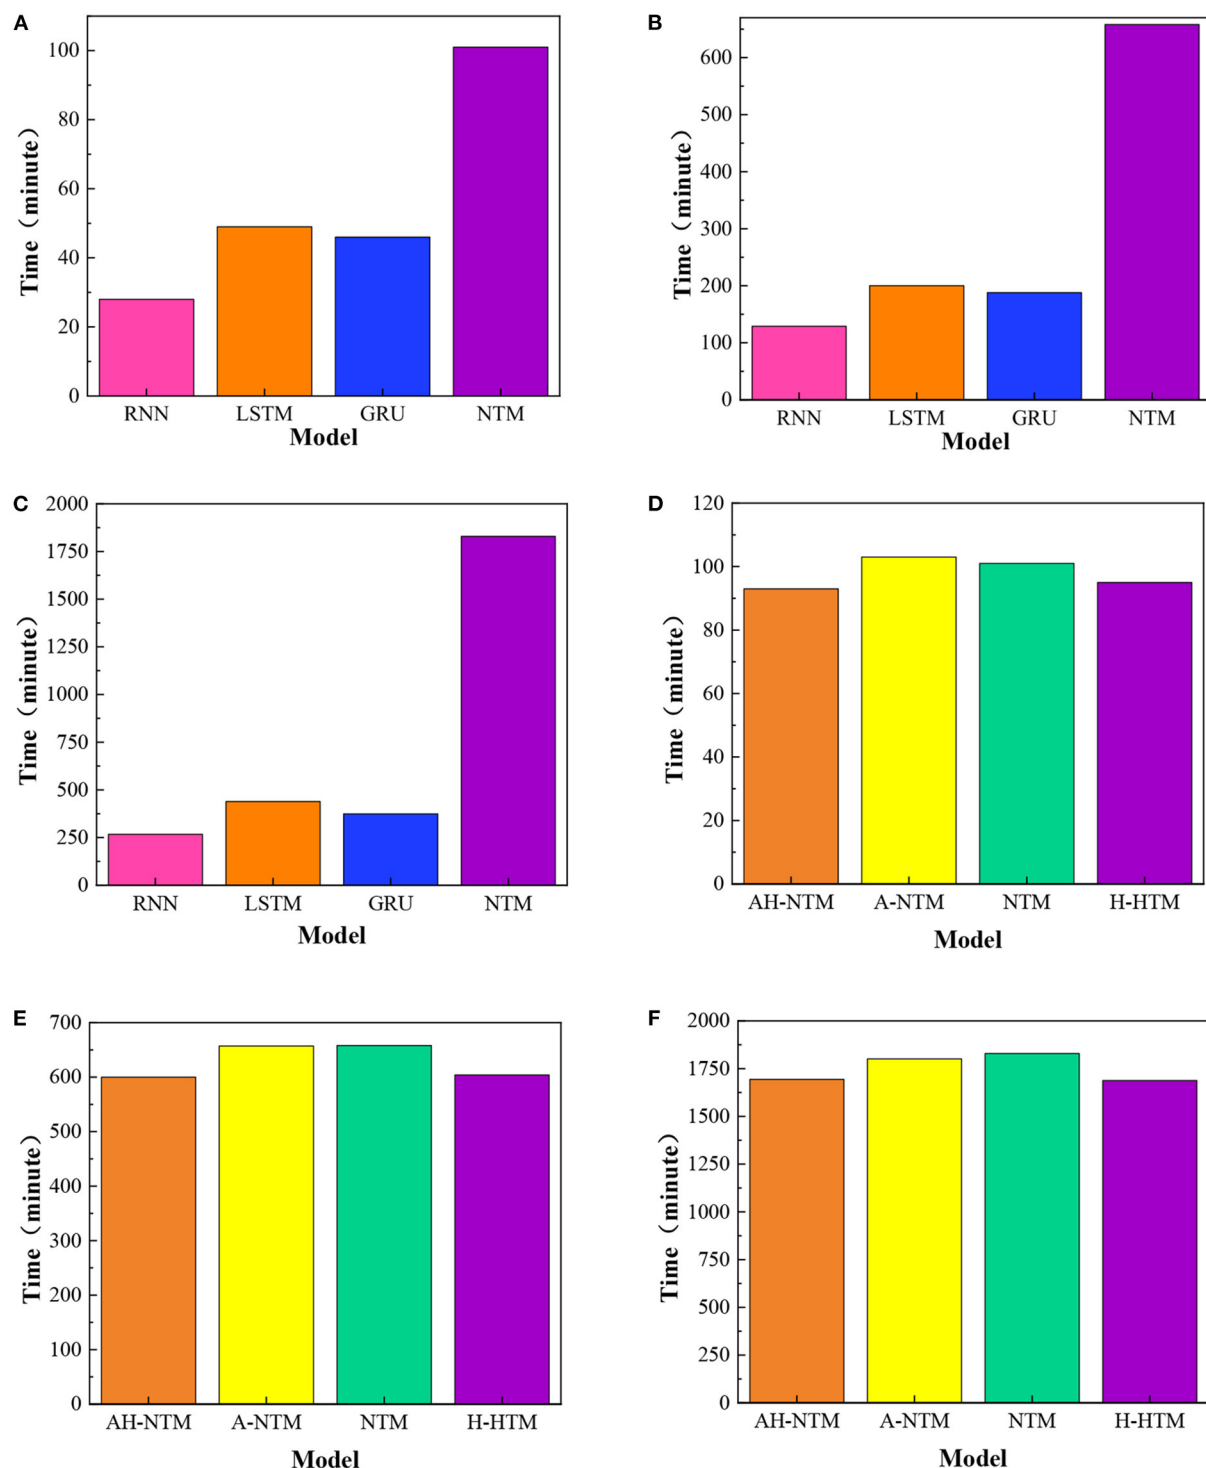 A
Time (minute)
100
80
60
40
20
0
RNN LSTM GRU NTM
Model
B
Time (minute)
600
500
400
300
200
100
0
RNN LSTM GRU NTM
Model
C
Time (minute)
2000
1750
1500
1250
1000
750
500
250
0
RNN LSTM GRU NTM
Model
D
Time (minute)
120
100
80
60
40
20
0
AH-NTM A-NTM NTM H-HTM
Model
E
Time (minute)
700
600
500
400
300
200
100
0
AH-NTM A-NTM NTM H-HTM
Model
F
Time (minute)
2000
1750
1500
1250
1000
750
500
250
0
AH-NTM A-NTM NTM H-HTM
Model